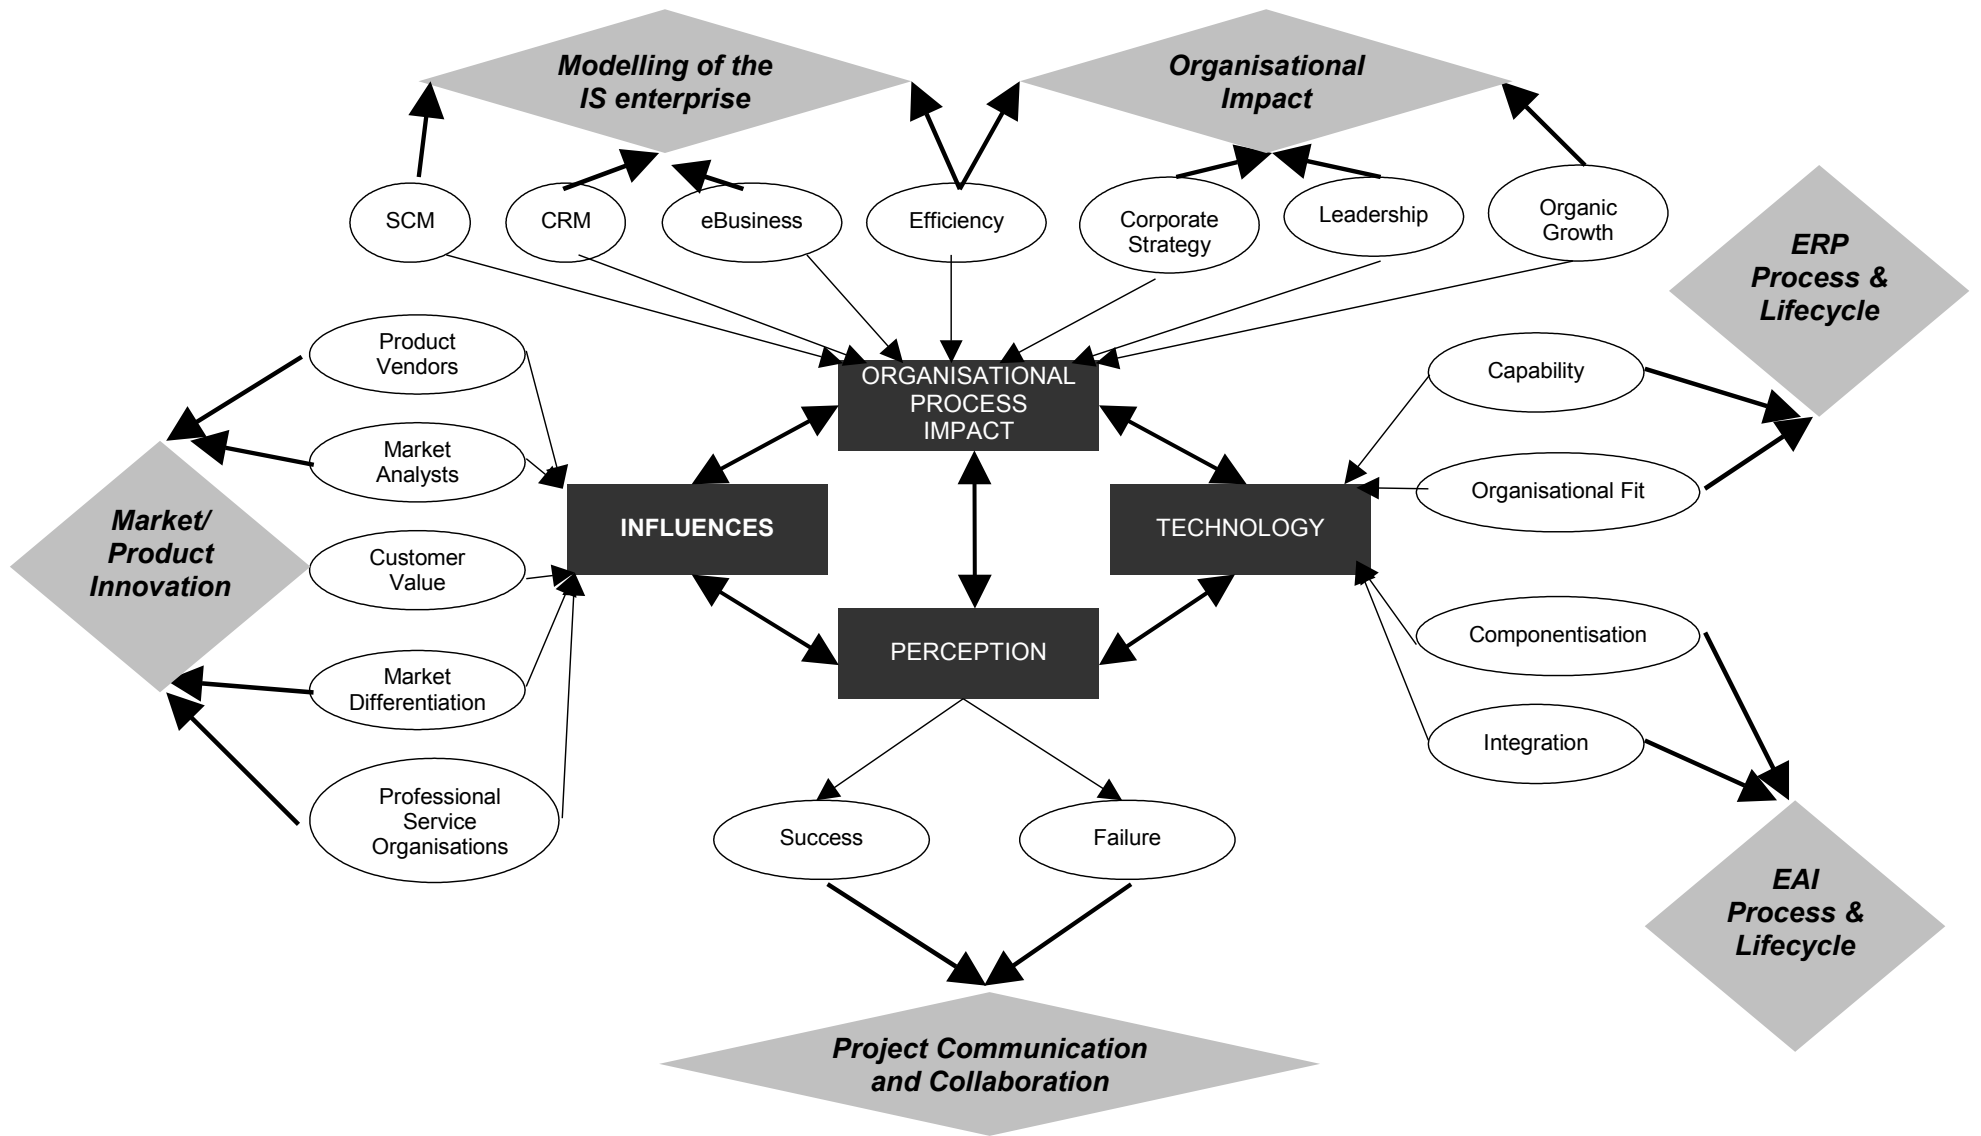 Modelling of the
IS enterprise
Organisational
Impact
SCM
CRM
eBusiness
Efficiency
Corporate
Strategy
Leadership
Organic
Growth
ERP
Process &
Lifecycle
Product
Vendors
ORGANISATIONAL
PROCESS
IMPACT
Capability
Market
Analysts
Organisational Fit
Market/
Product
Innovation
INFLUENCES
TECHNOLOGY
Customer
Value
PERCEPTION
Componentisation
Market
Differentiation
Integration
Professional
Service
Organisations
Success
Failure
EAI
Process &
Lifecycle
Project Communication
and Collaboration